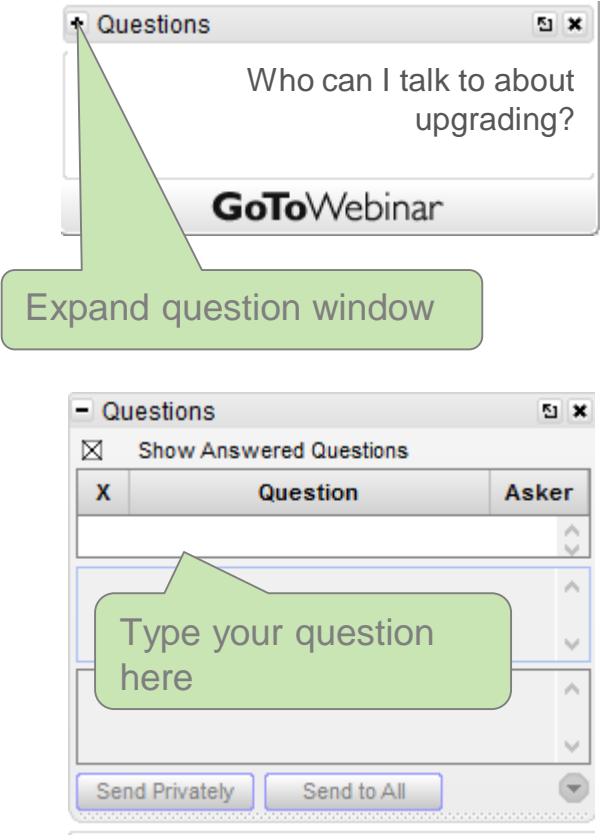 Questions
Who can I talk to about
upgrading?
GoToWebinar
Expand question window
Questions
Show Answered Questions
X Question Asker
Type your question
here
Send Privately Send to All